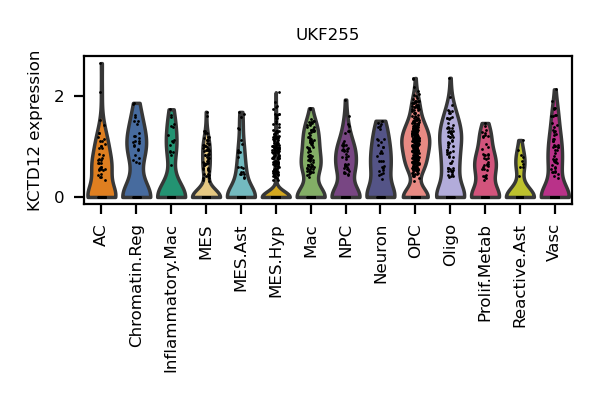 UKF255
KCTD12 expression
2
0
AC
Chromatin.Reg
Inflammatory.Mac
MES
MES.Ast
MES.Hyp
Mac
NPC
Neuron
OPC
Oligo
Prolif.Metab
Reactive.Ast
Vasc